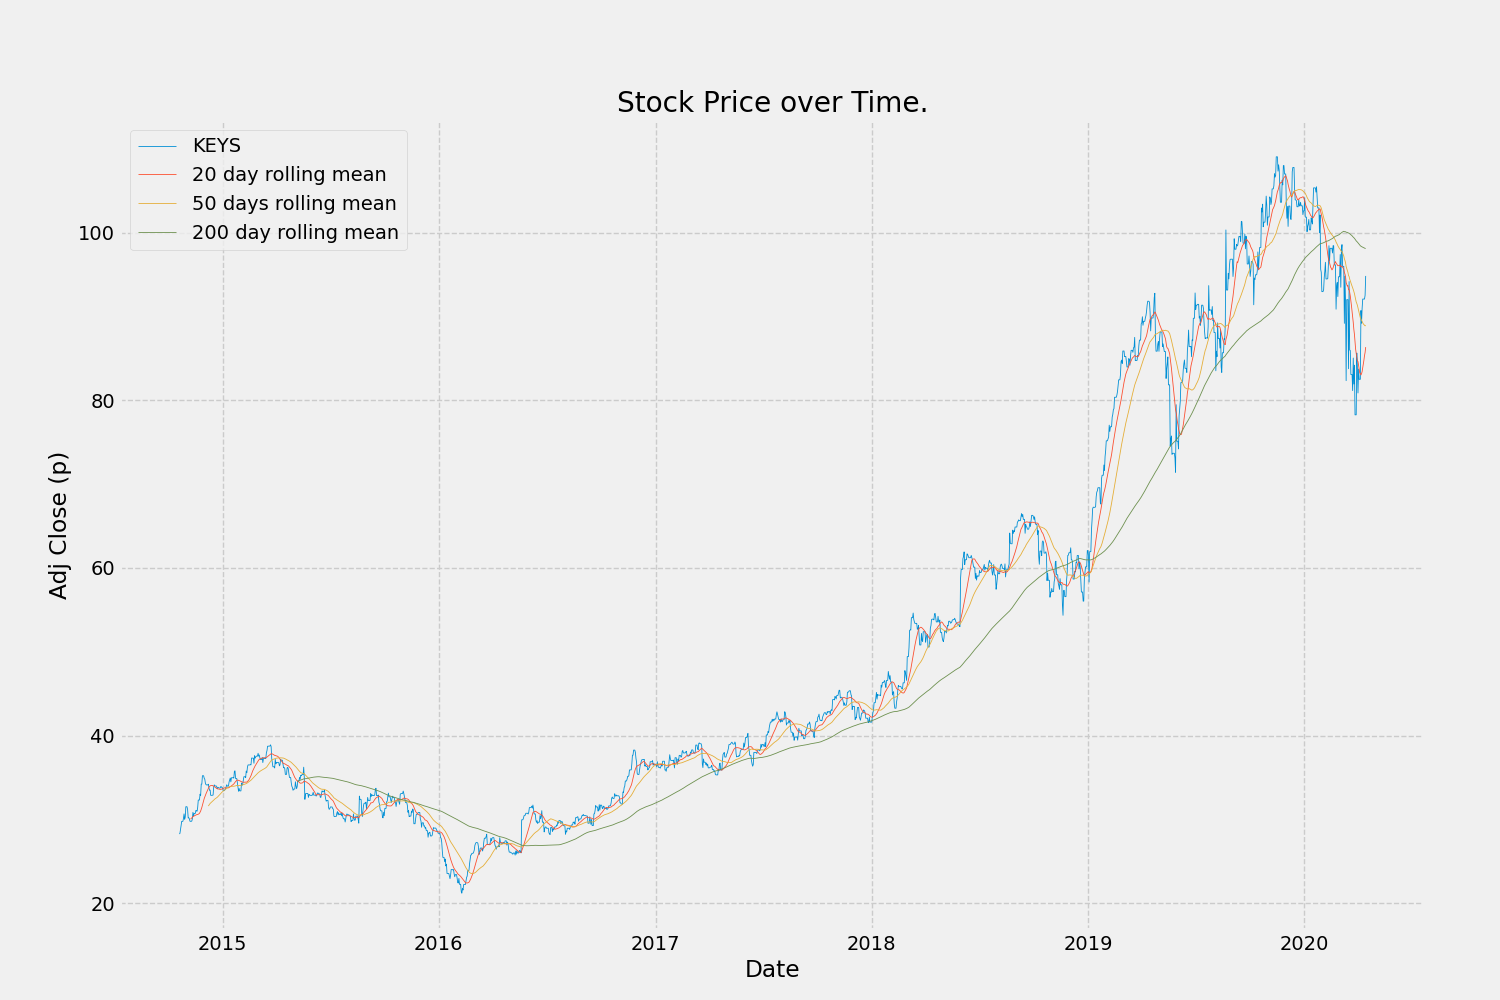 Stock Price over Time.
KEYS
20 day rolling mean
50 days rolling mean
200 day rolling mean
Adj Close (p)
100
80
60
40
20
2015 2016 2017 2018 2019 2020
Date